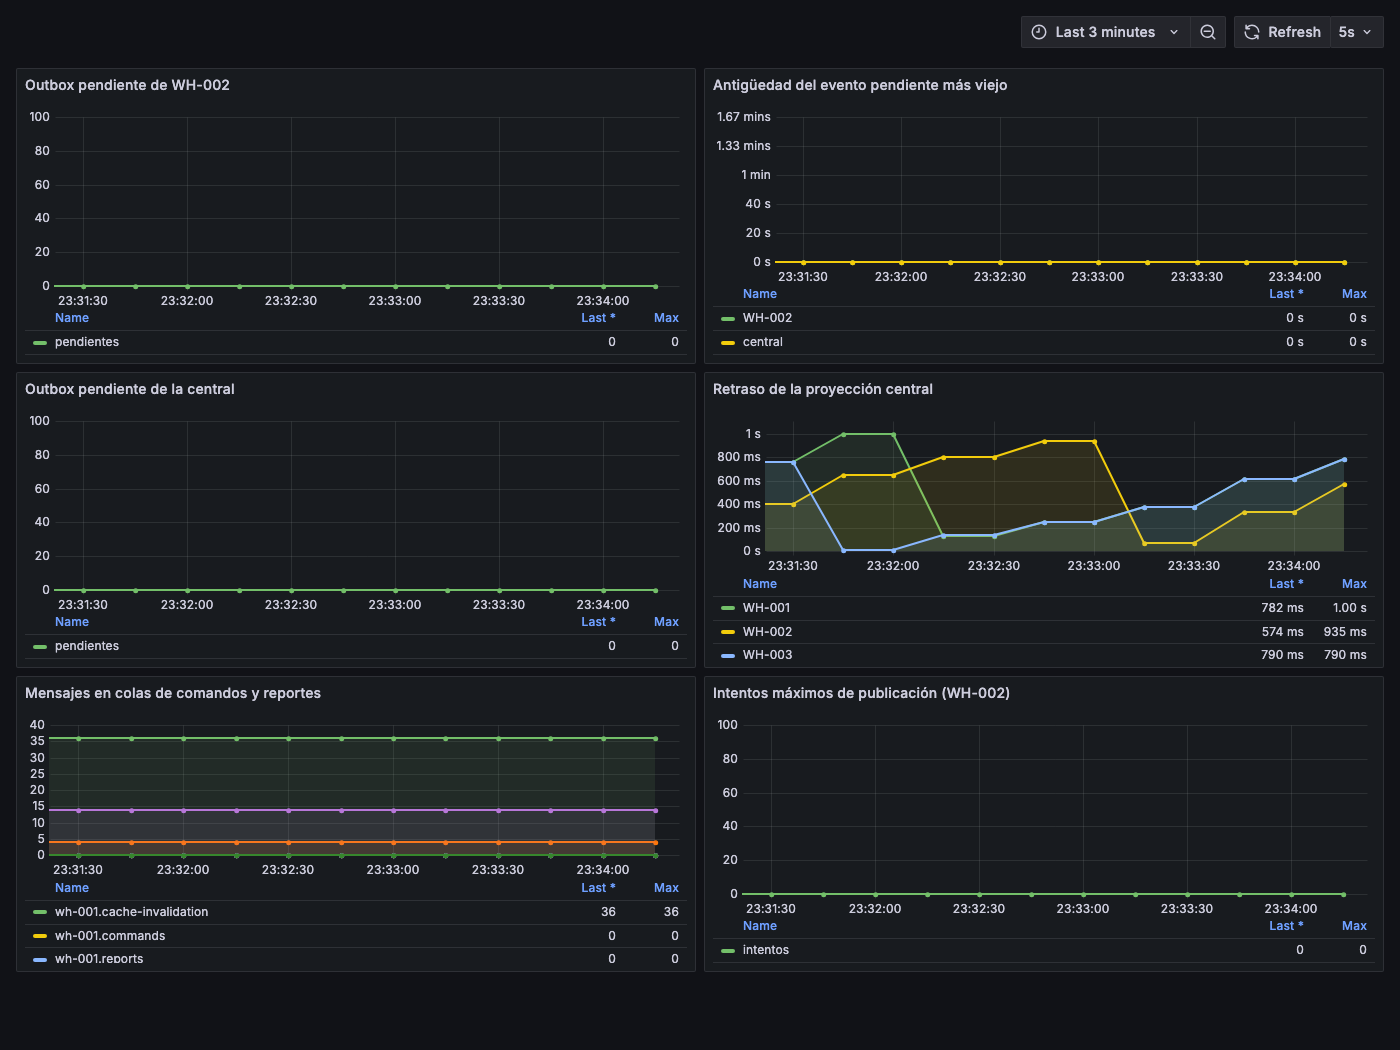 Last 3 minutes
Refresh
5s
Outbox pendiente de WH-002
100
80
60
40
20
0
23:31:30 23:32:00 23:32:30 23:33:00 23:33:30 23:34:00
Name Last * Max
pendientes 0 0
Antigüedad del evento pendiente más viejo
1.67 mins
1.33 mins
1 min
40 s
20 s
0 s
23:31:30 23:32:00 23:32:30 23:33:00 23:33:30 23:34:00
Name Last * Max
WH-002 0 s 0 s
central 0 s 0 s
Outbox pendiente de la central
100
80
60
40
20
0
23:31:30 23:32:00 23:32:30 23:33:00 23:33:30 23:34:00
Name Last * Max
pendientes 0 0
Retraso de la proyección central
1 s
800 ms
600 ms
400 ms
200 ms
0 s
23:31:30 23:32:00 23:32:30 23:33:00 23:33:30 23:34:00
Name Last * Max
WH-001 782 ms 1.00 s
WH-002 574 ms 935 ms
WH-003 790 ms 790 ms
Mensajes en colas de comandos y reportes
40
35
30
25
20
15
10
5
0
23:31:30 23:32:00 23:32:30 23:33:00 23:33:30 23:34:00
Name Last * Max
wh-001.cache-invalidation 36 36
wh-001.commands 0 0
wh-001.reports 0 0
Intentos máximos de publicación (WH-002)
100
80
60
40
20
0
23:31:30 23:32:00 23:32:30 23:33:00 23:33:30 23:34:00
Name Last * Max
intentos 0 0